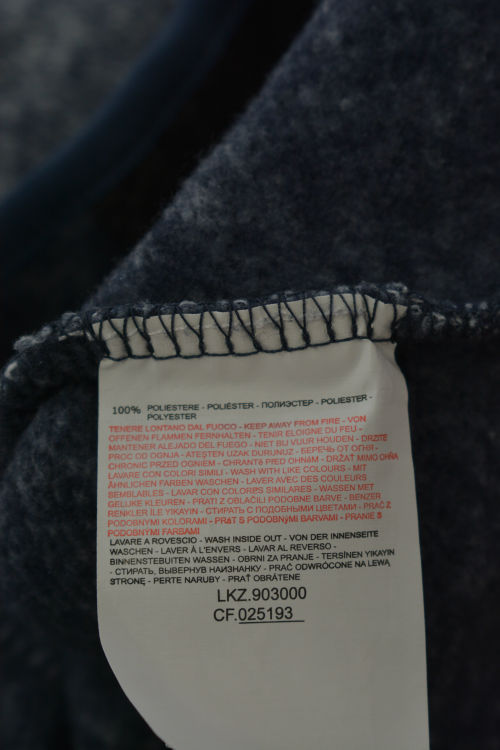 100% POLIESTERE - POLIÉSTER - ПОЛИЭСТЕР - POLIESTER -
POLYESTER
TENERE LONTANO DAL FUOCO - KEEP AWAY FROM FIRE - VON
OFFENEN FLAMMEN FERNHALTEN - TENIR ELOIGNE DU FEU -
MANTENER ALEJADO DEL FUEGO - NIET BIJ VUUR HOUDEN - DRŽITE
PROČ OD OGNJA - ATEŞTEN UZAK DURUNUZ - БЕРЕЧЬ ОТ ОГНЯ -
CHRONIC PRZED OGNIEM - CHRANTě PŘED OHNěM - DRŽAŤ MIMO OHŇA
LAVARE CON COLORI SIMILI - WASH WITH LIKE COLOURS - MIT
ÄHNLICHEN FARBEN WASCHEN - LAVER AVEC DES COULEURS
SEMBLABLES - LAVAR CON COLORES SIMILARES - WASSEN MET
GELIJKE KLEUREN - PRATI Z OBLAČILI PODOBNE BARVE - BENZER
RENKLER İLE YIKAYIN - СТИРАТЬ С ПОДОБНЫМИ ЦВЕТАМИ - PRAĆ Z
PODOBNYMI KOLORAMI - PRáT S PODOBNýMI BARVAMI - PRANIE S
PODOBNÝMI FARBAMI
LAVARE A ROVESCIO - WASH INSIDE OUT - VON DER INNENSEITE
WASCHEN - LAVER À L'ENVERS - LAVAR AL REVERSO -
BINNENSTEBUITEN WASSEN - OBRNI ZA PRANJE - TERSİNEN YIKAYIN
- СТИРАТЬ, ВЫВЕРНУВ НАИЗНАНКУ - PRAĆ ODWRÓCONE NA LEWĄ
STRONĘ - PERTE NARUBY - PRAŤ OBRÁTENE
LKZ.903000
CF.025193